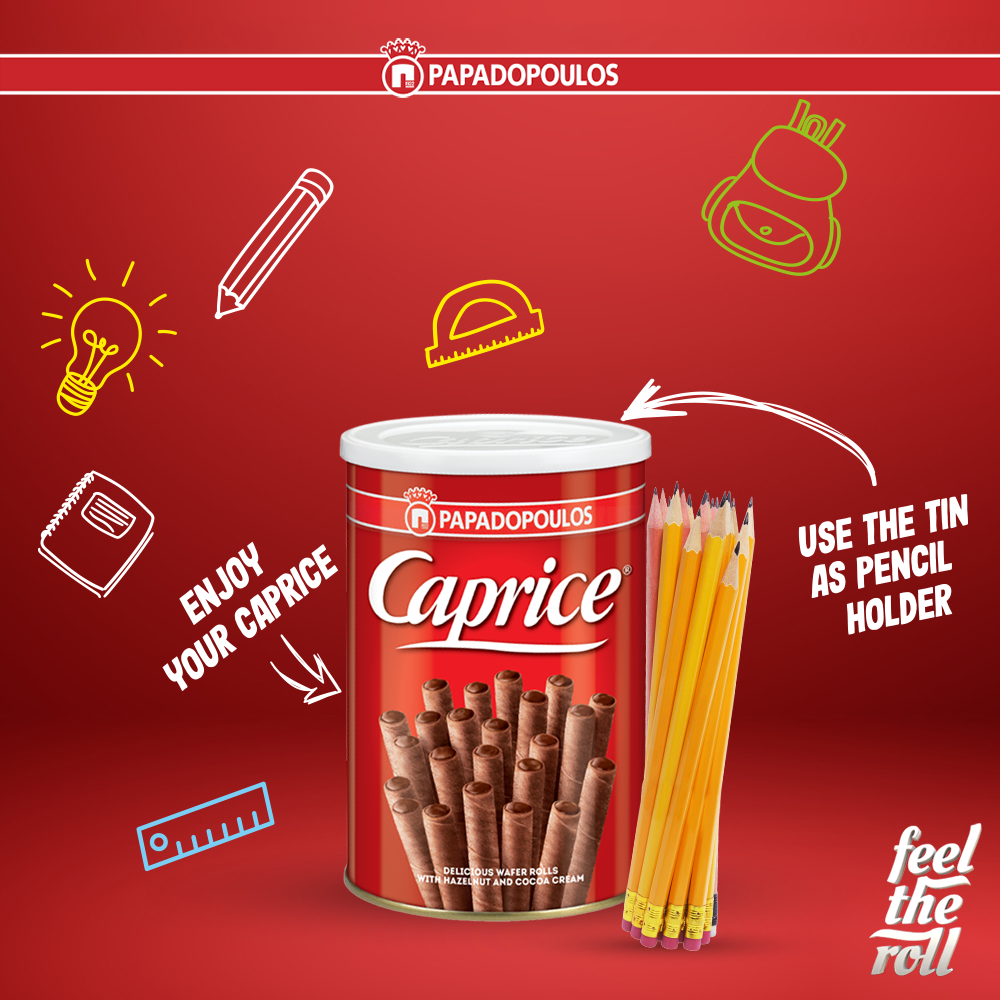 PAPADOPOULOS
USE THE TIN
AS PENCIL
HOLDER
ENJOY
YOUR CAPRICE
PAPADOPOULOS
Caprice®
DELICIOUS WAFER ROLLS
WITH HAZELNUT AND COCOA CREAM
feel
the
roll